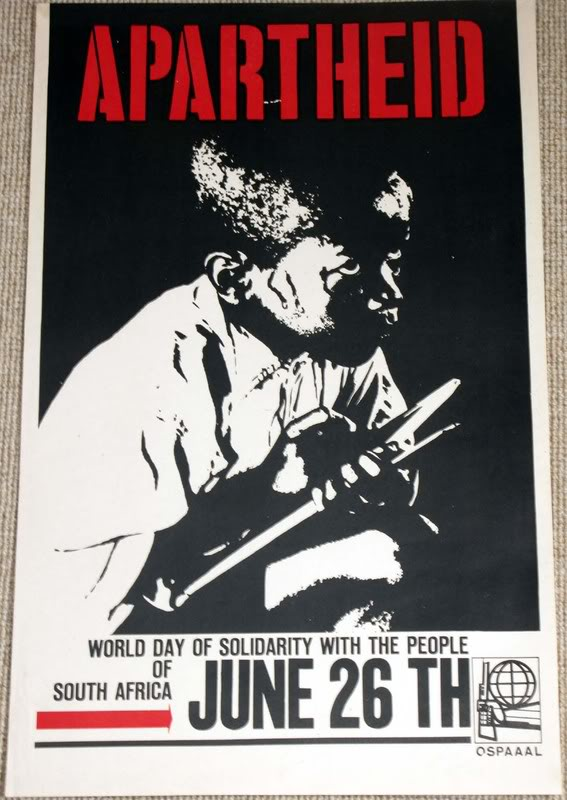 APARTHEID
WORLD DAY OF SOLIDARITY WITH THE PEOPLE
OF
SOUTH AFRICA
JUNE 26 TH
OSPAAAL